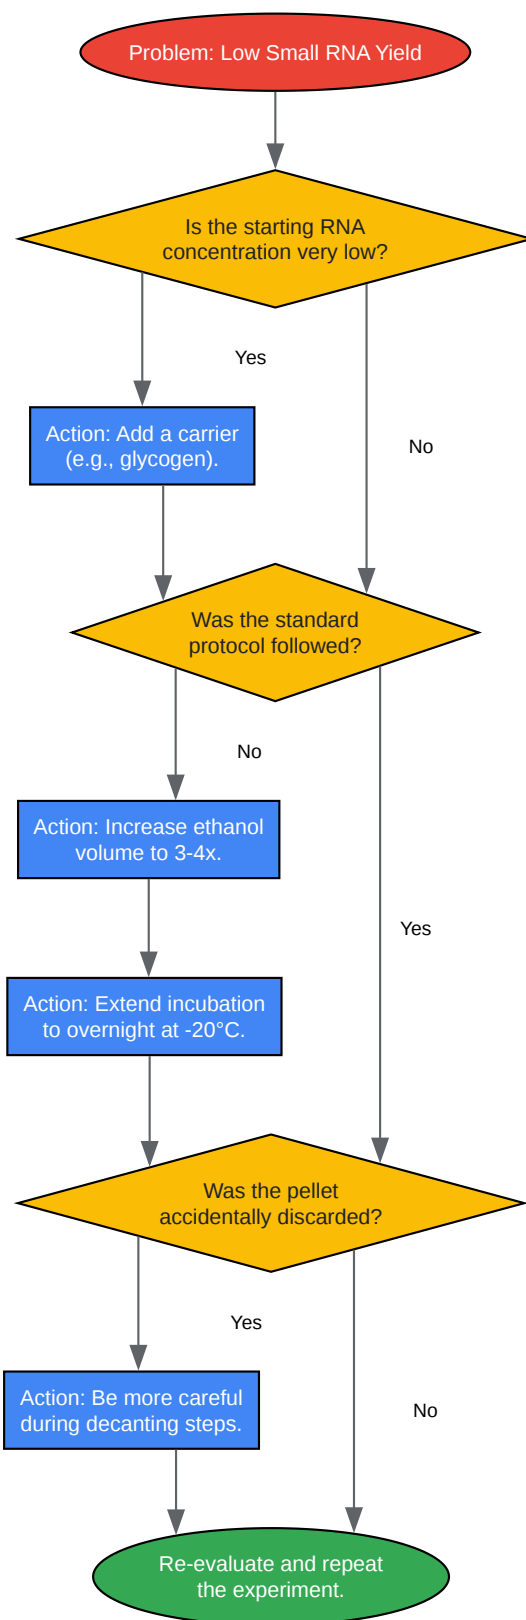 Problem: Low Small RNA Yield
Is the starting RNA
concentration very low?
Yes
Action: Add a carrier
(e.g., glycogen).
No
Was the standard
protocol followed?
No
Action: Increase ethanol
volume to 3-4x.
Yes
Action: Extend incubation
to overnight at -20°C.
Was the pellet
accidentally discarded?
Yes
Action: Be more careful
during decanting steps.
No
Re-evaluate and repeat
the experiment.